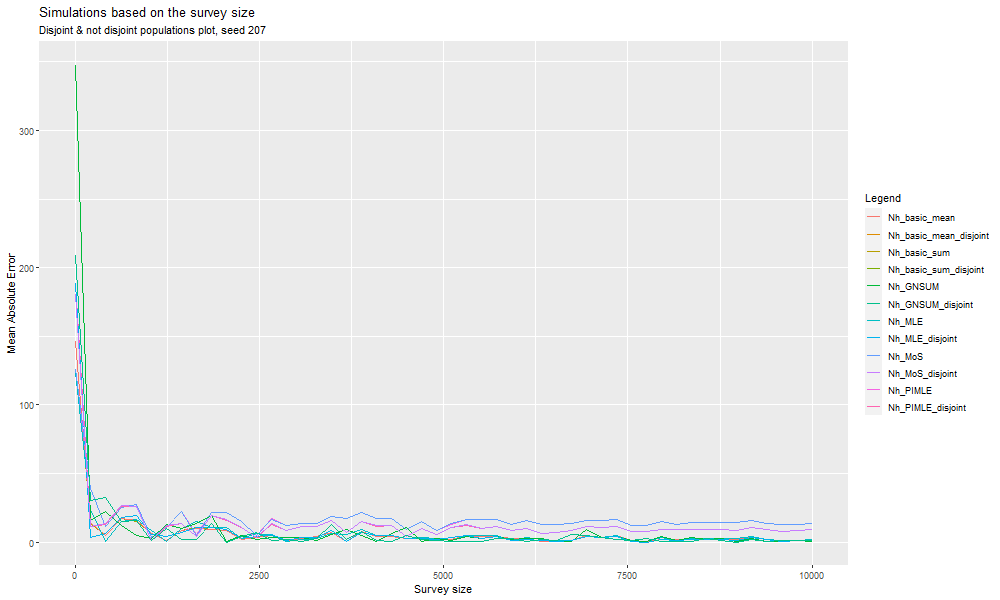 Simulations based on the survey size
Disjoint & not disjoint populations plot, seed 207
Mean Absolute Error
300
200
100
0
0
2500
5000
7500
10000
Survey size
Legend
Nh_basic_mean
Nh_basic_mean_disjoint
Nh_basic_sum
Nh_basic_sum_disjoint
Nh_GNSUM
Nh_GNSUM_disjoint
Nh_MLE
Nh_MLE_disjoint
Nh_MoS
Nh_MoS_disjoint
Nh_PIMLE
Nh_PIMLE_disjoint